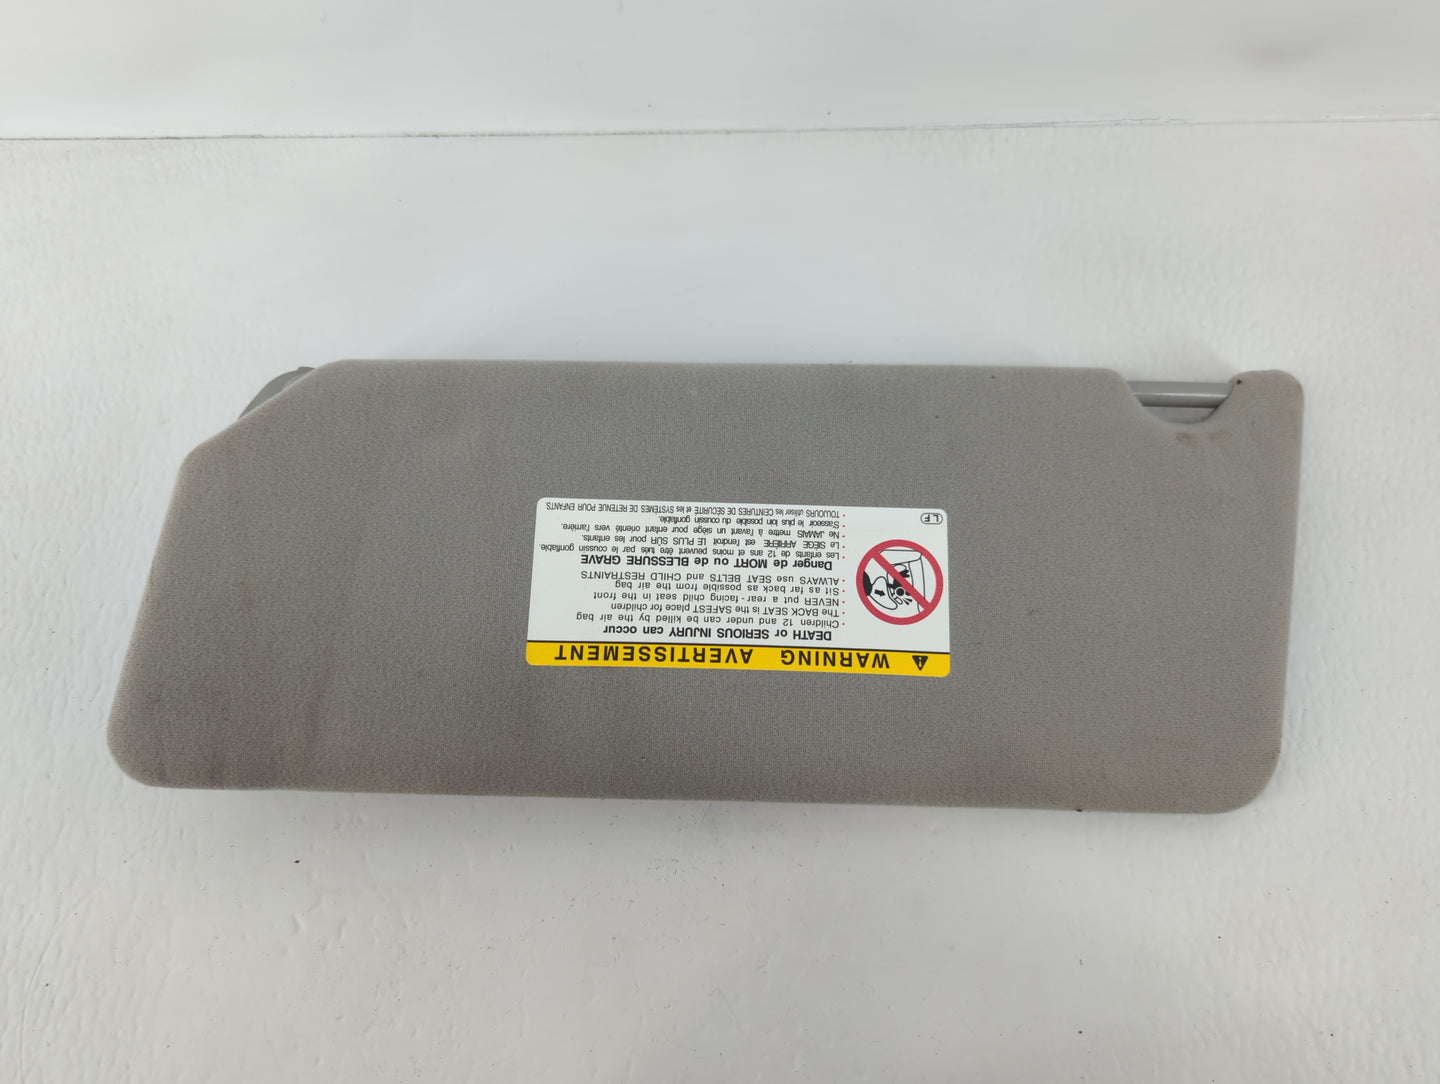 WARNING AVERTISSEMENT
DEATH or SERIOUS INJURY can occur
• Children 12 and under can be killed by the air bag
• The BACK SEAT is the SAFEST place for children
• NEVER put a rear-facing child seat in the front
• Sit as far back as possible from the air bag
• ALWAYS use SEAT BELTS and CHILD RESTRAINTS
Danger de MORT ou de BLESSURE GRAVE
• Les enfants de 12 ans et moins peuvent être tués par le coussin gonflable.
• Le SIÈGE ARRIÈRE est l'endroit LE PLUS SÛR pour les enfants.
• Ne JAMAIS mettre à l'avant un siège pour enfant orienté vers l'arrière.
• S'asseoir le plus loin possible du coussin gonflable.
• TOUJOURS utiliser les CEINTURES DE SÉCURITÉ et les SYSTÈMES DE RETENUE POUR ENFANTS.
LF